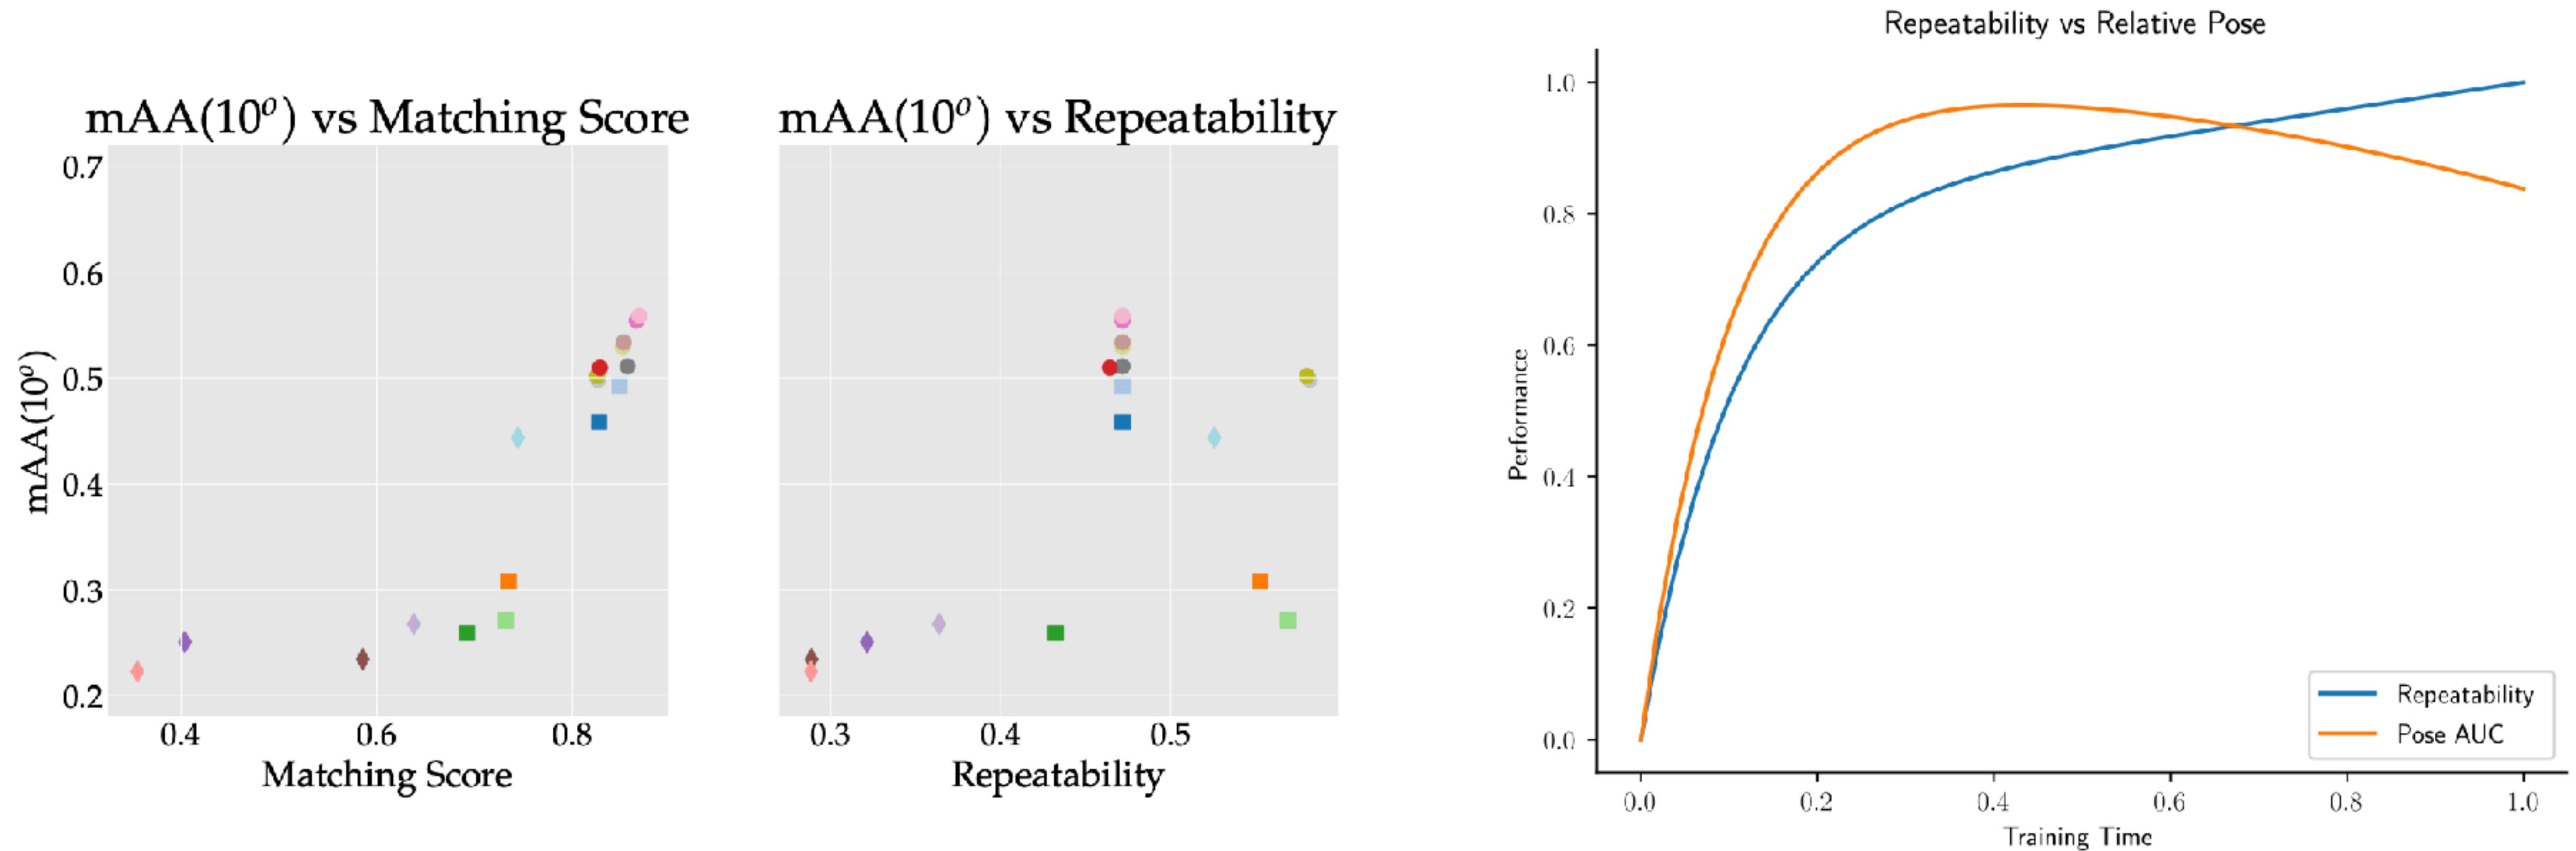 mAA(10º) vs Matching Score
0.7
0.6
0.5
0.4
0.3
0.2
mAA(10º)
0.4 0.6 0.8
Matching Score
mAA(10º) vs Repeatability
0.3 0.4 0.5
Repeatability
Repeatability vs Relative Pose
1.0
0.8
0.6
0.4
0.2
0.0
Performance
0.0 0.2 0.4 0.6 0.8 1.0
Training Time
Repeatability
Pose AUC